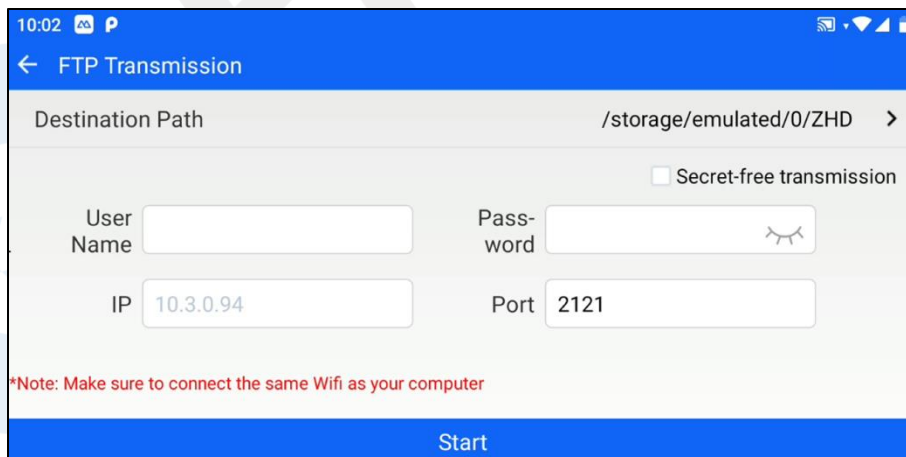 10:02
FTP Transmission
Destination Path /storage/emulated/0/ZHD
Secret-free transmission
User Name
Pass-
word
IP 10.3.0.94 Port 2121
*Note: Make sure to connect the same Wifi as your computer
Start